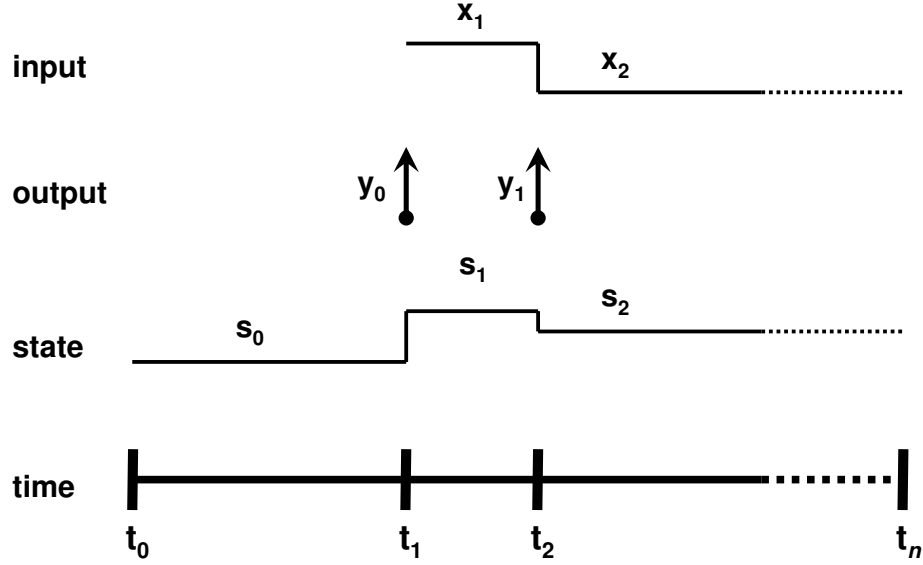 x₁
input
x₂
output
y₀
y₁
s₁
s₀
s₂
state
time
t₀
t₁
t₂
tₙ